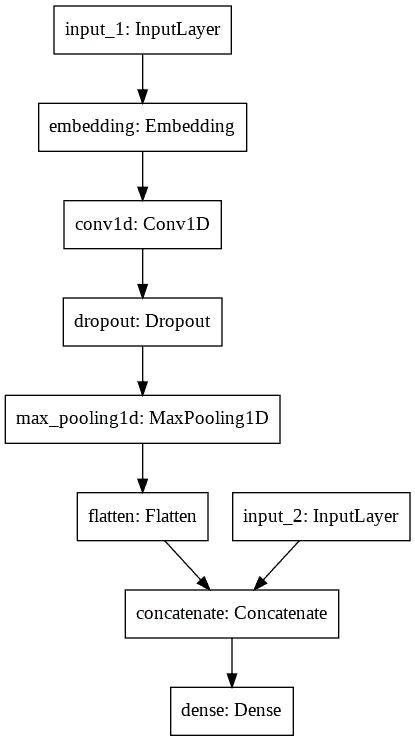 input_1: InputLayer
embedding: Embedding
conv1d: Conv1D
dropout: Dropout
max_pooling1d: MaxPooling1D
flatten: Flatten
input_2: InputLayer
concatenate: Concatenate
dense: Dense